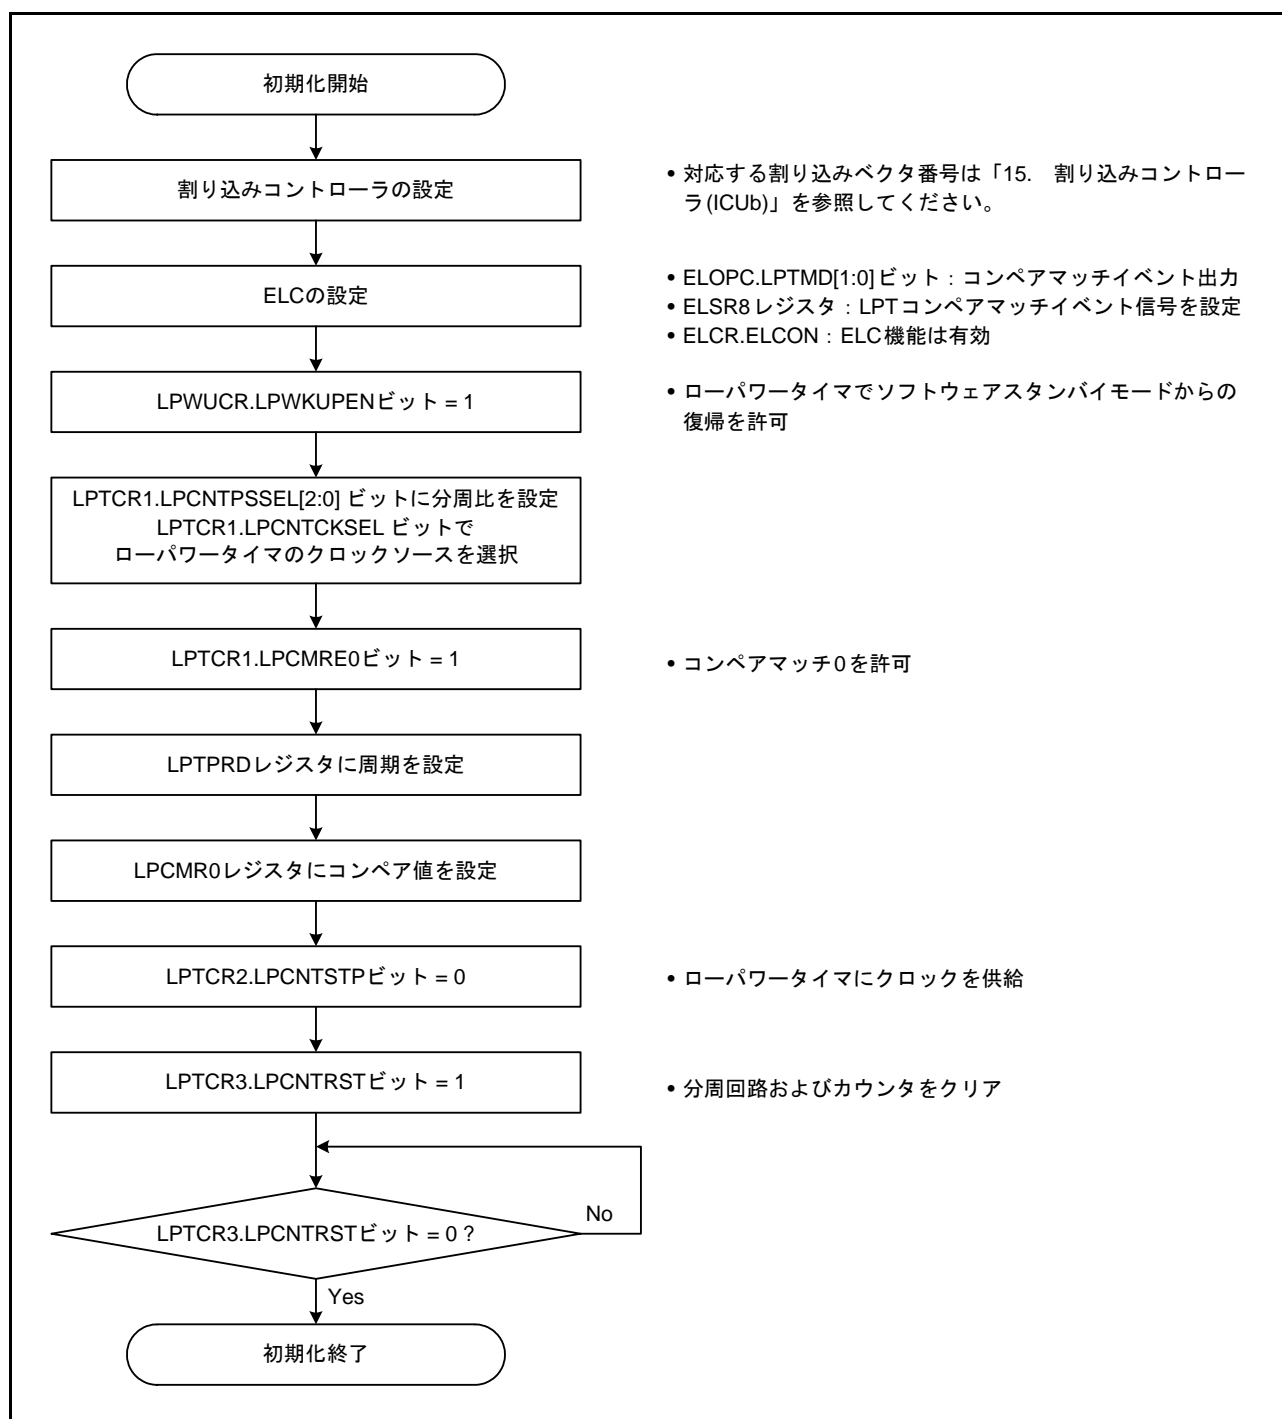 初期化開始
割り込みコントローラの設定
• 対応する割り込みベクタ番号は「15. 割り込みコントロー
ラ(ICUb)」を参照してください。
ELCの設定
• ELOPC.LPTMD[1:0]ビット：コンペアマッチイベント出力
• ELSR8レジスタ：LPTコンペアマッチイベント信号を設定
• ELCR.ELCON：ELC機能は有効
LPWUCR.LPWKUPENビット = 1
• ローパワータイマでソフトウェアスタンバイモードからの
復帰を許可
LPTCR1.LPCNTPSSEL[2:0] ビットに分周比を設定
LPTCR1.LPCNTCKSEL ビットで
ローパワータイマのクロックソースを選択
LPTCR1.LPCMRE0ビット = 1
• コンペアマッチ0を許可
LPTPRDレジスタに周期を設定
LPCMR0レジスタにコンペア値を設定
LPTCR2.LPCNTSTPビット = 0
• ローパワータイマにクロックを供給
LPTCR3.LPCNTRSTビット = 1
• 分周回路およびカウンタをクリア
LPTCR3.LPCNTRSTビット = 0 ?
No
Yes
初期化終了